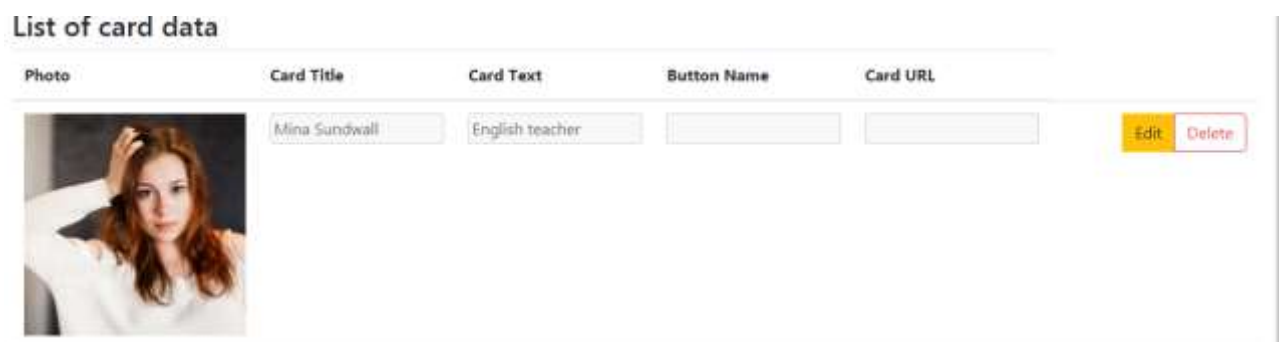 List of card data
Photo Card Title Card Text Button Name Card URL
Mina Sundwall English teacher Edit Delete